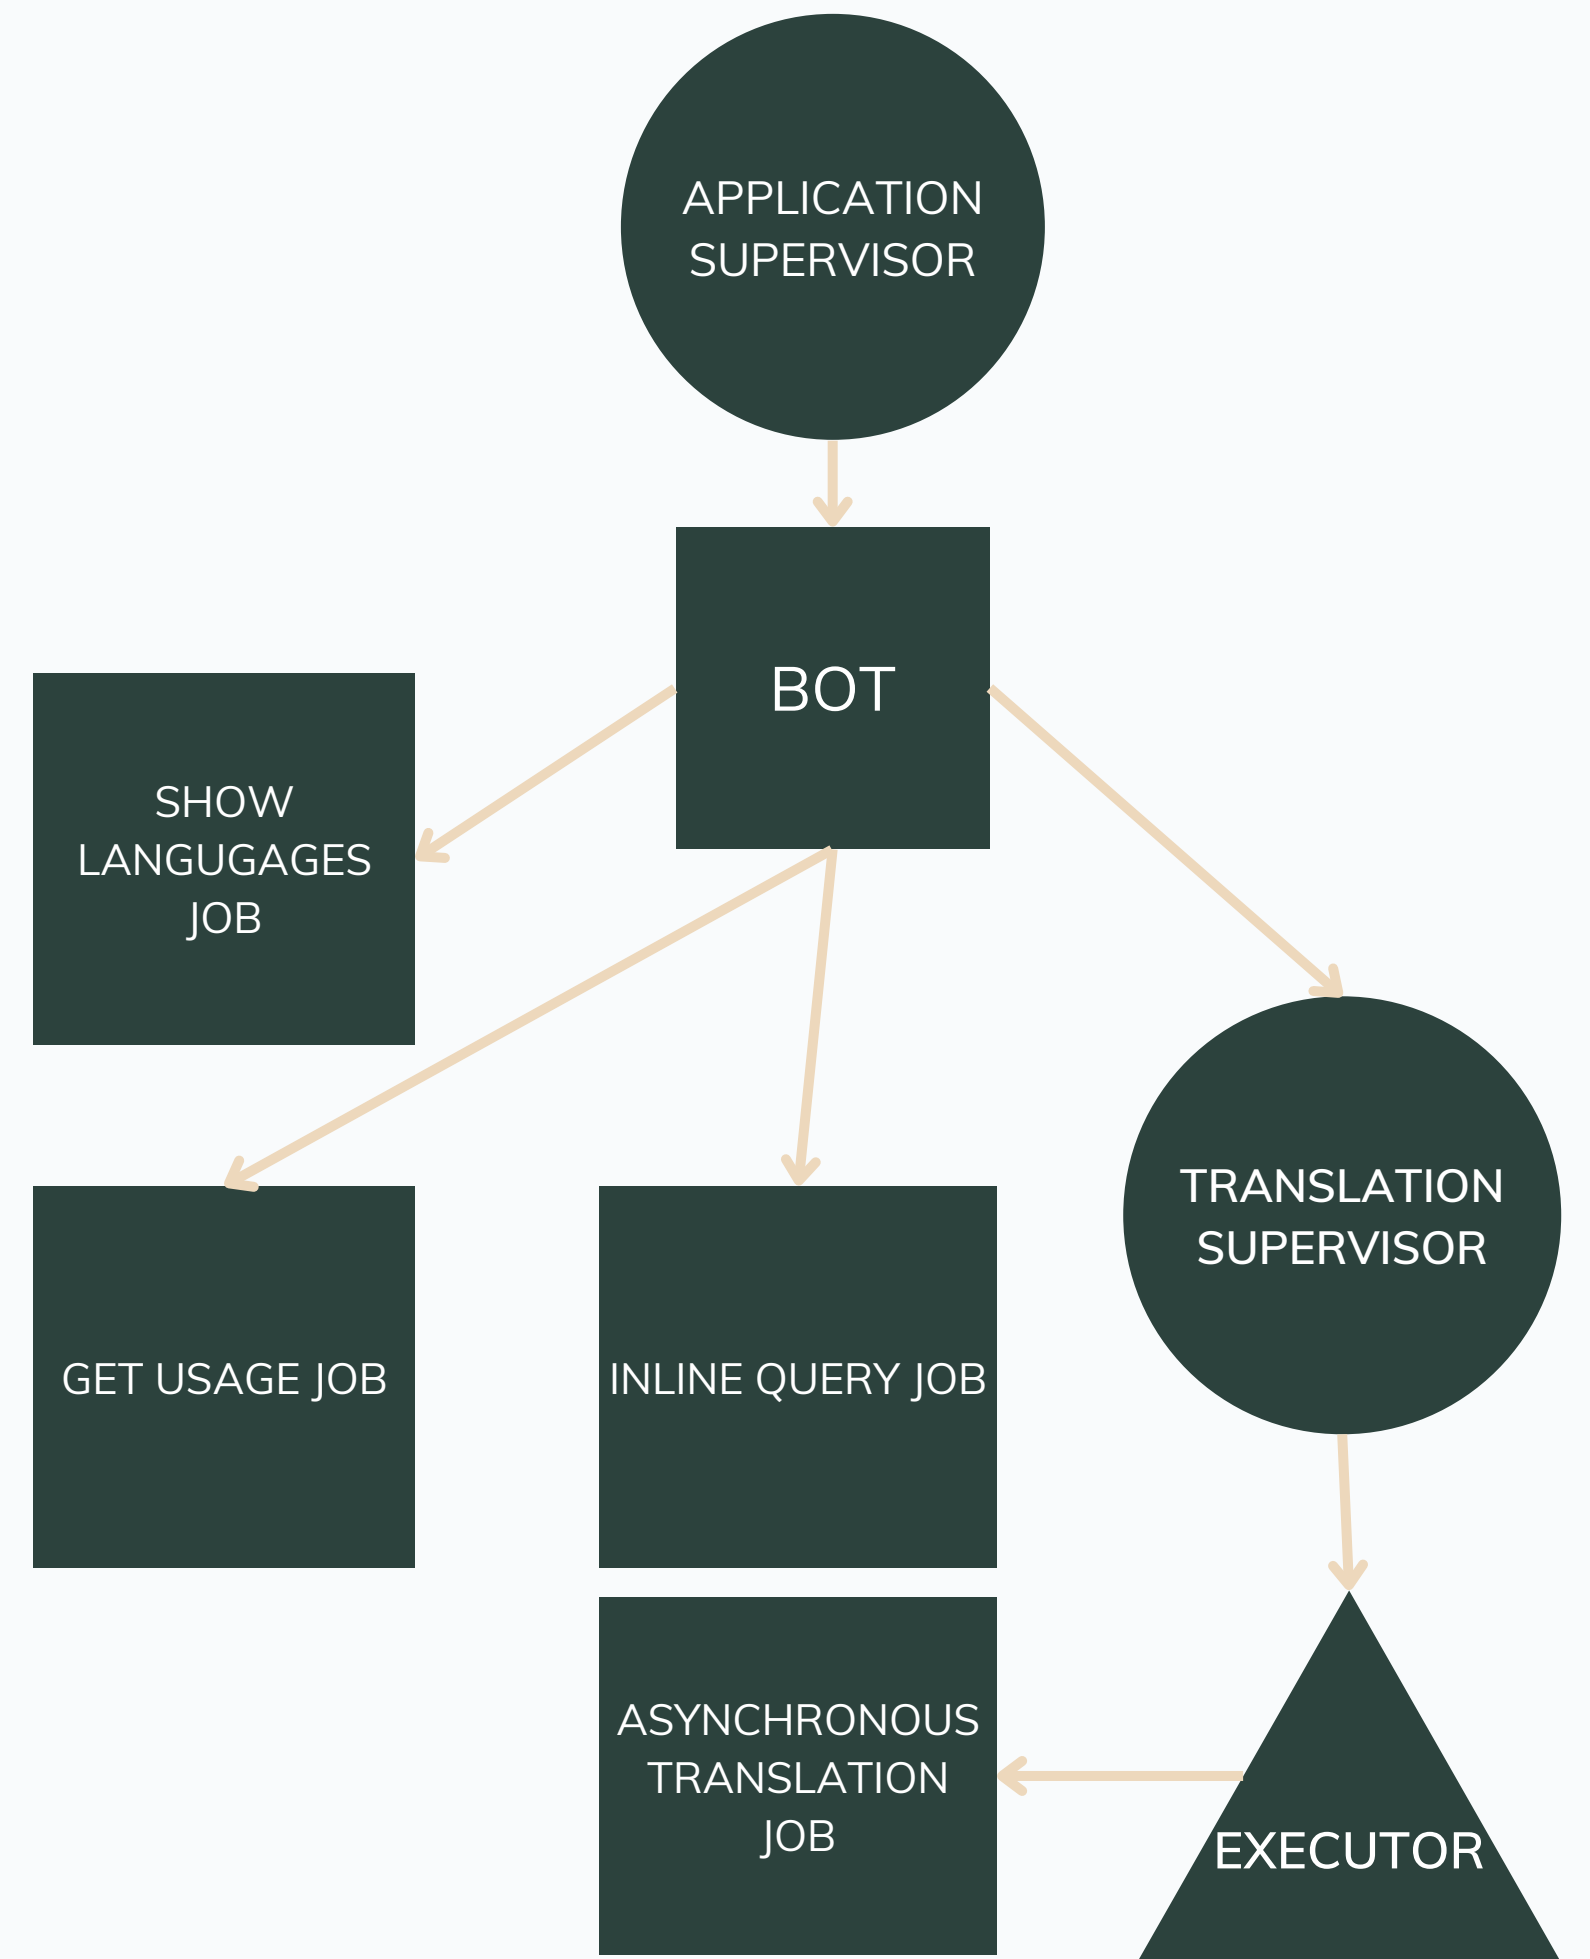 APPLICATION
SUPERVISOR
BOT
SHOW
LANGUGAGES
JOB
TRANSLATION
SUPERVISOR
GET USAGE JOB
INLINE QUERY JOB
ASYNCHRONOUS
TRANSLATION
JOB
EXECUTOR